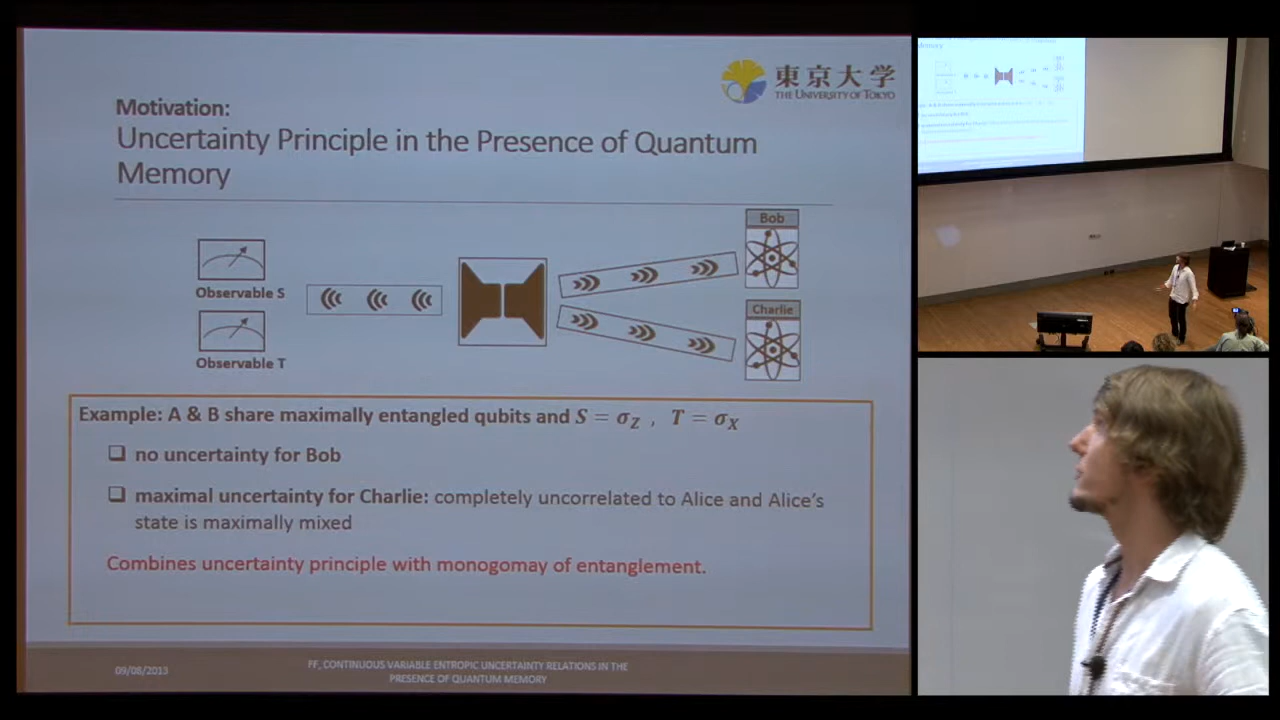 東京大学
THE UNIVERSITY OF TOKYO
Motivation:
Uncertainty Principle in the Presence of Quantum
Memory
Bob
Observable S
Charlie
Observable T
Example: A & B share maximally entangled qubits and S = σZ , T = σX
no uncertainty for Bob
maximal uncertainty for Charlie: completely uncorrelated to Alice and Alice's
state is maximally mixed
Combines uncertainty principle with monogomay of entanglement.
09/08/2013
FF, CONTINUOUS VARIABLE ENTROPIC UNCERTAINTY RELATIONS IN THE
PRESENCE OF QUANTUM MEMORY